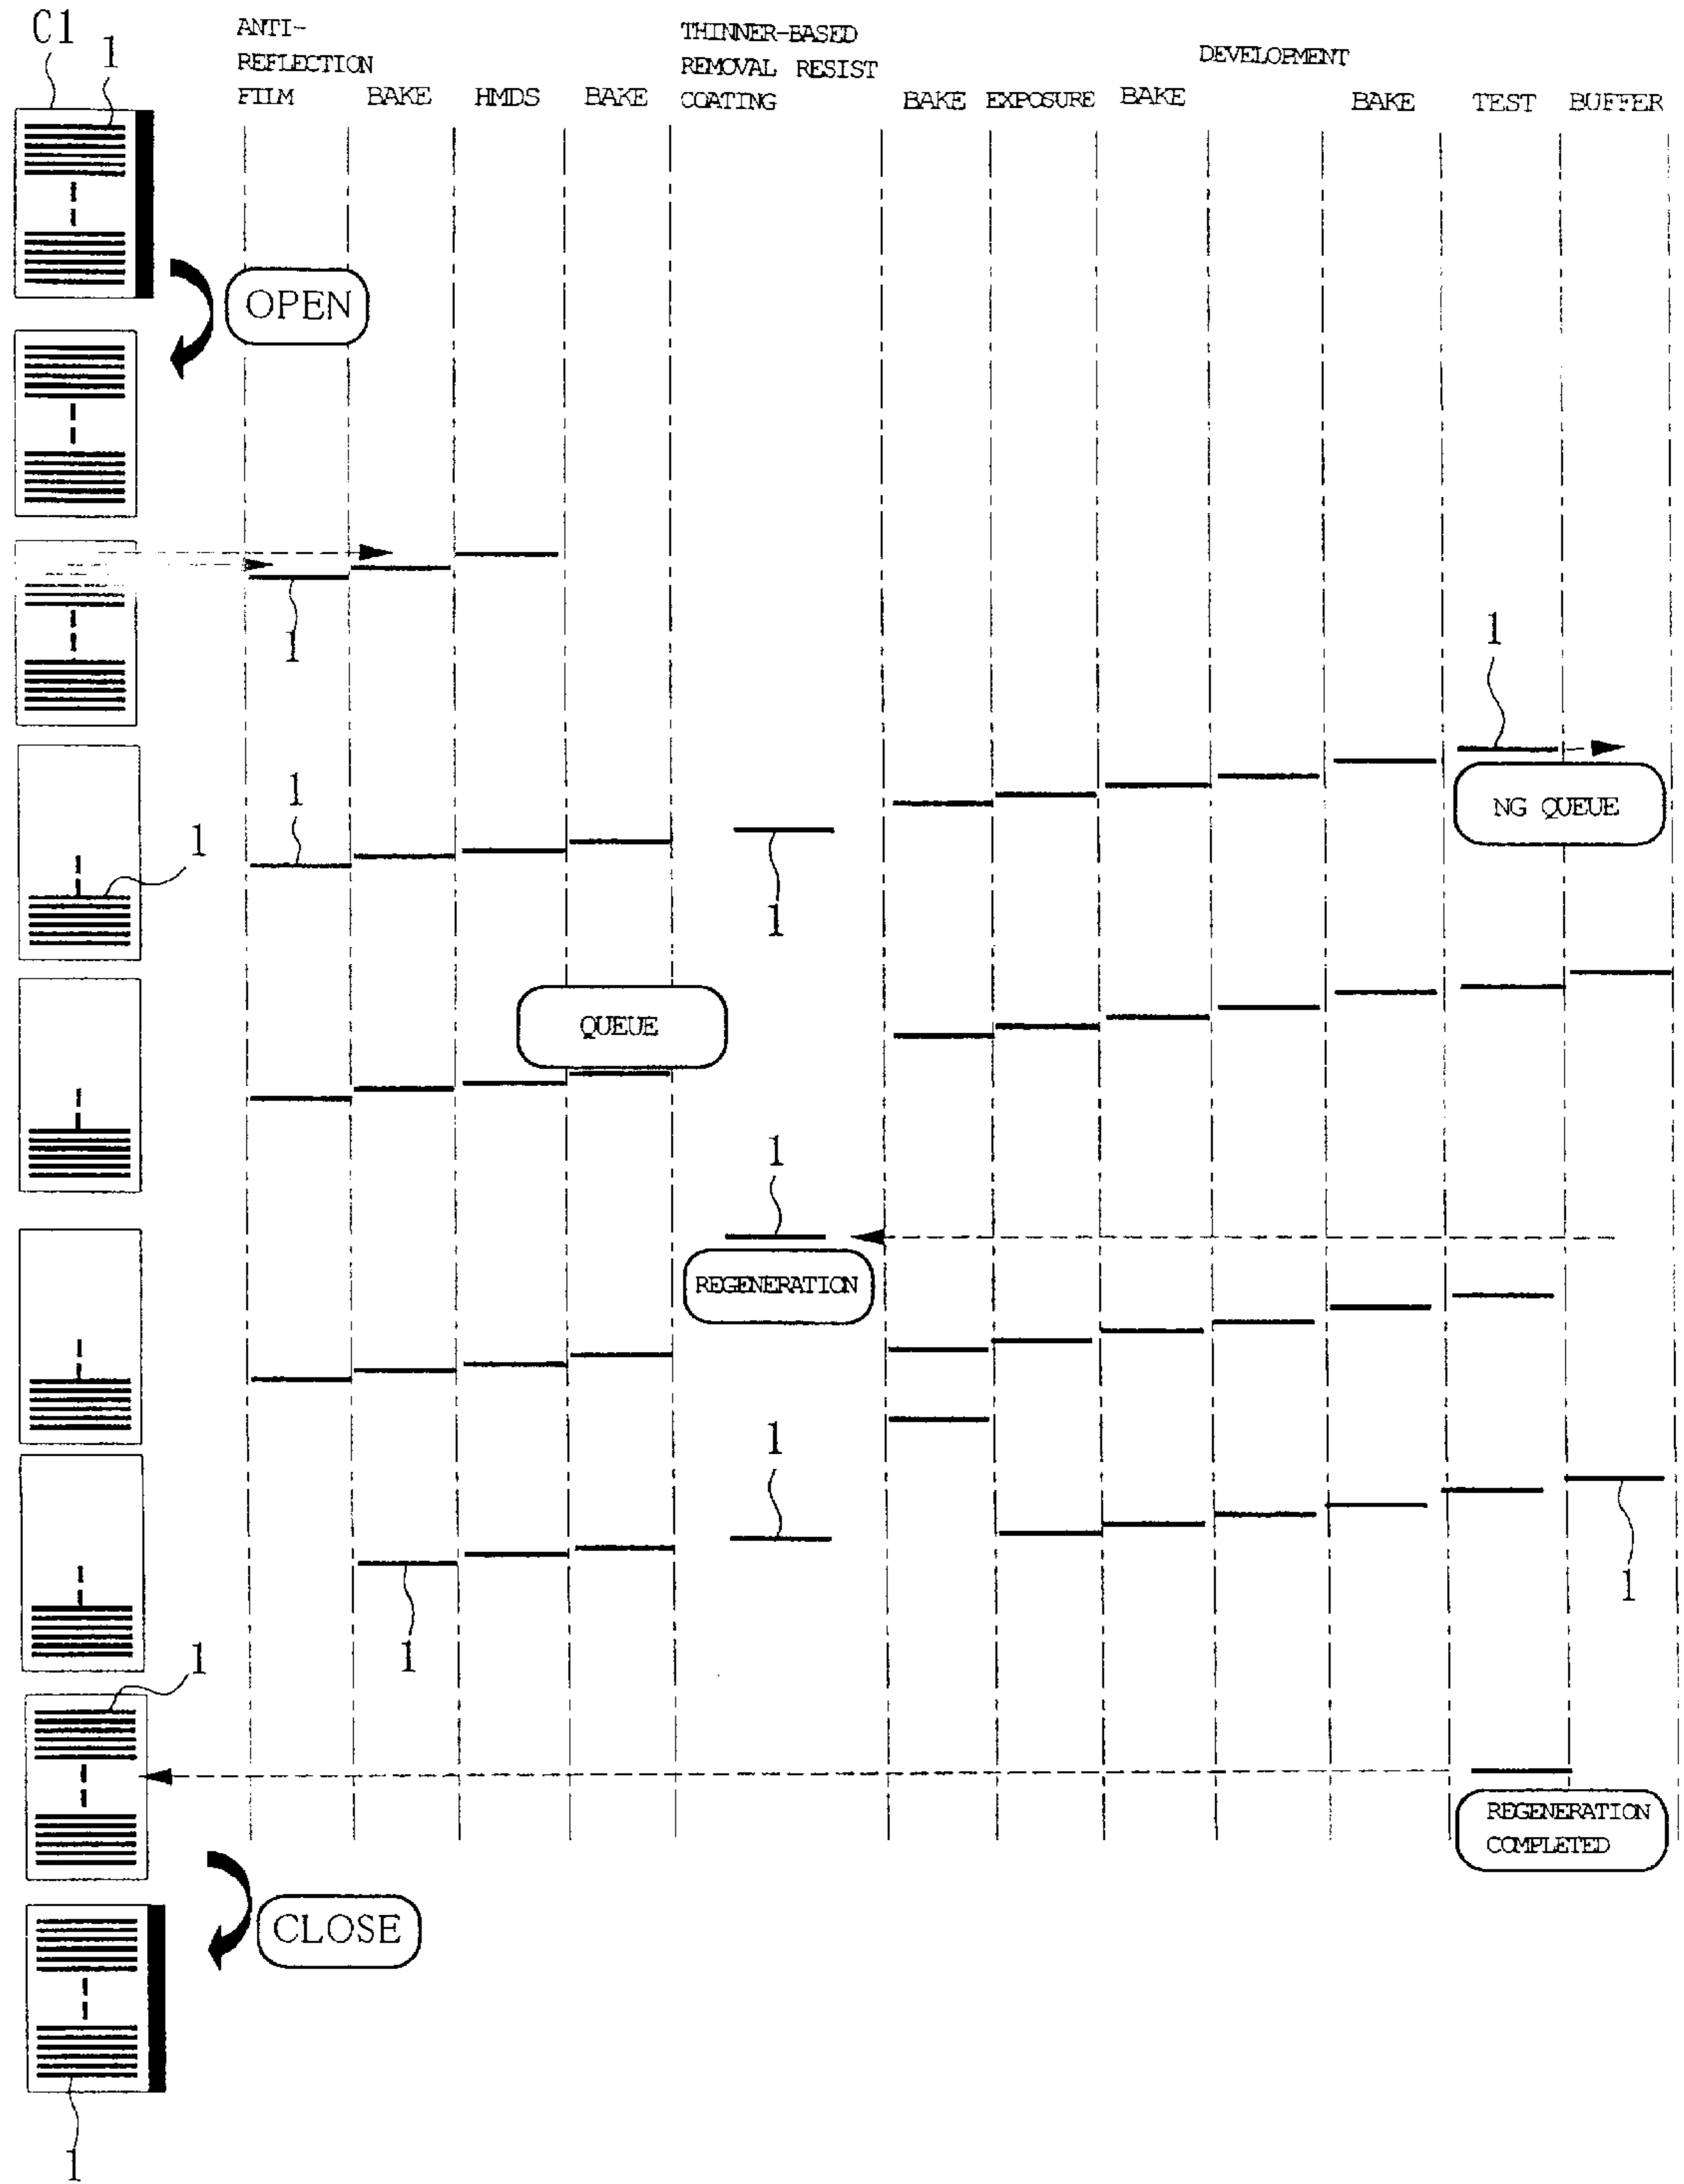 C1
1
ANTI-
REFLECTION
FILM
BAKE
HMDS
BAKE
THINNER-BASED
REMOVAL RESIST
COATING
BAKE
EXPOSURE
BAKE
DEVELOPMENT
BAKE
TEST
BUFFER
OPEN
1
1
1
1
NG QUEUE
1
1
QUEUE
1
REGENERATION
1
1
1
1
REGENERATION
COMPLETED
CLOSE
1